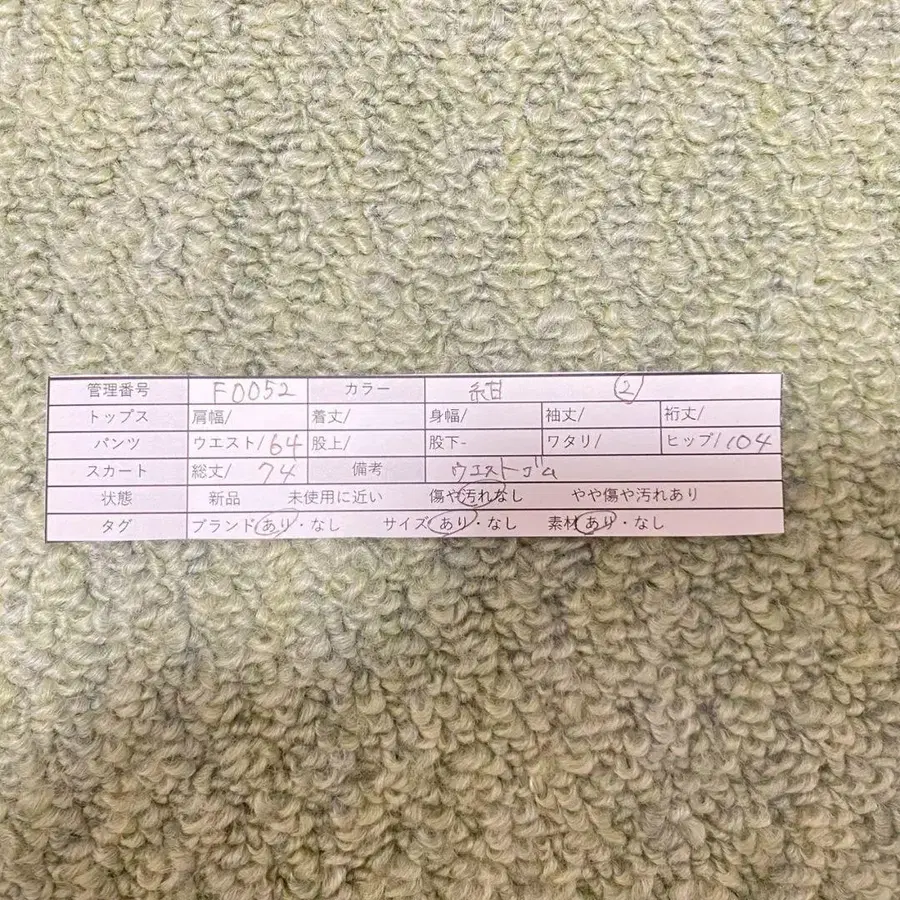 管理番号 F0052 カラー 紺 ②
トップス 肩幅/ 着丈/ 身幅/ 袖丈/ 裄丈/
パンツ ウエスト/64 股上/ 股下- ワタリ/ ヒップ/104
スカート 総丈/74 備考 ウエストゴム
状態 新品 未使用に近い 傷や汚れなし やや傷や汚れあり
タグ ブランドあり・なし サイズあり・なし 素材あり・なし